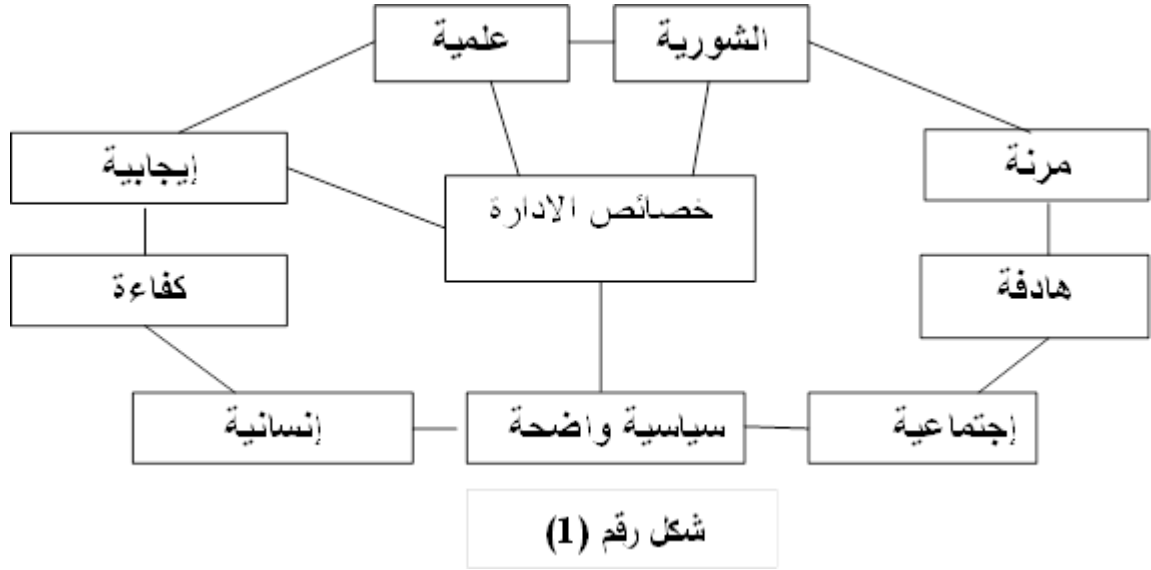 الشورية
علمية
مرنة
إيجابية
خصائص الادارة
هادفة
كفاءة
إجتماعية
سياسية واضحة
إنسانية
شكل رقم (1)